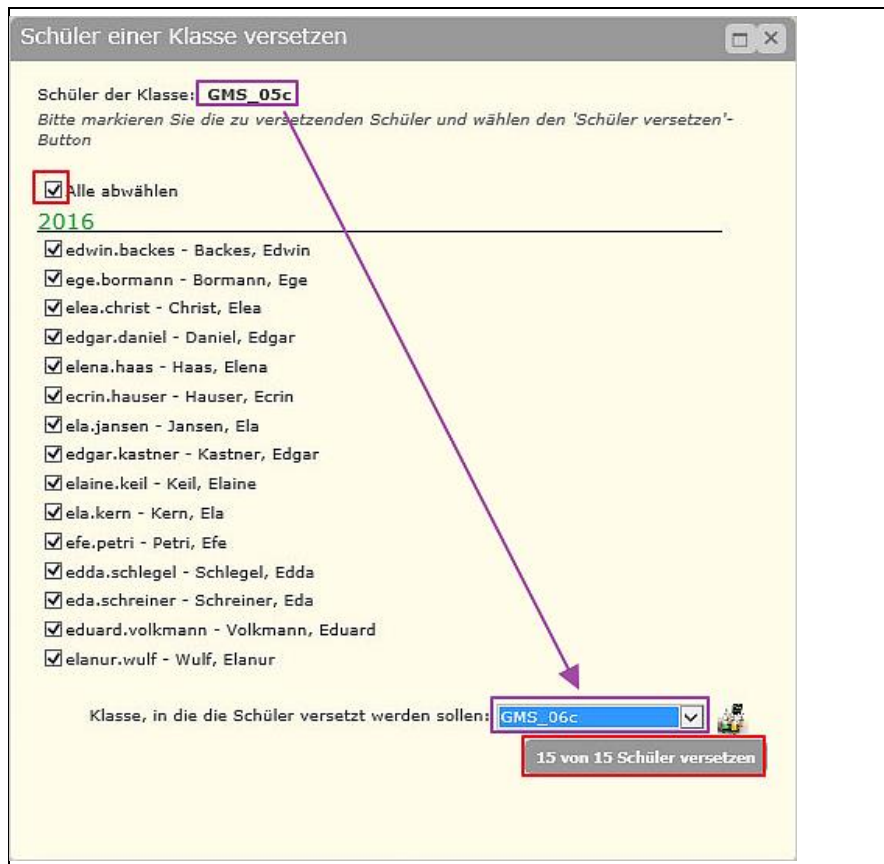 Schüler einer Klasse versetzen
Schüler der Klasse: GMS_05c
Bitte markieren Sie die zu versetzenden Schüler und wählen den 'Schüler versetzen'-
Button
Alle abwählen
2016
edwin.backes - Backes, Edwin
ege.bormann - Bormann, Ege
elea.christ - Christ, Elea
edgar.daniel - Daniel, Edgar
elena.haas - Haas, Elena
ecrin.hauser - Hauser, Ecrin
ela.jansen - Jansen, Ela
edgar.kastner - Kastner, Edgar
elaine.keil - Keil, Elaine
ela.kern - Kern, Ela
efe.petri - Petri, Efe
edda.schlegel - Schlegel, Edda
eda.schreiner - Schreiner, Eda
eduard.volkmann - Volkmann, Eduard
elanur.wulf - Wulf, Elanur
Klasse, in die die Schüler versetzt werden sollen: GMS_06c
15 von 15 Schüler versetzen